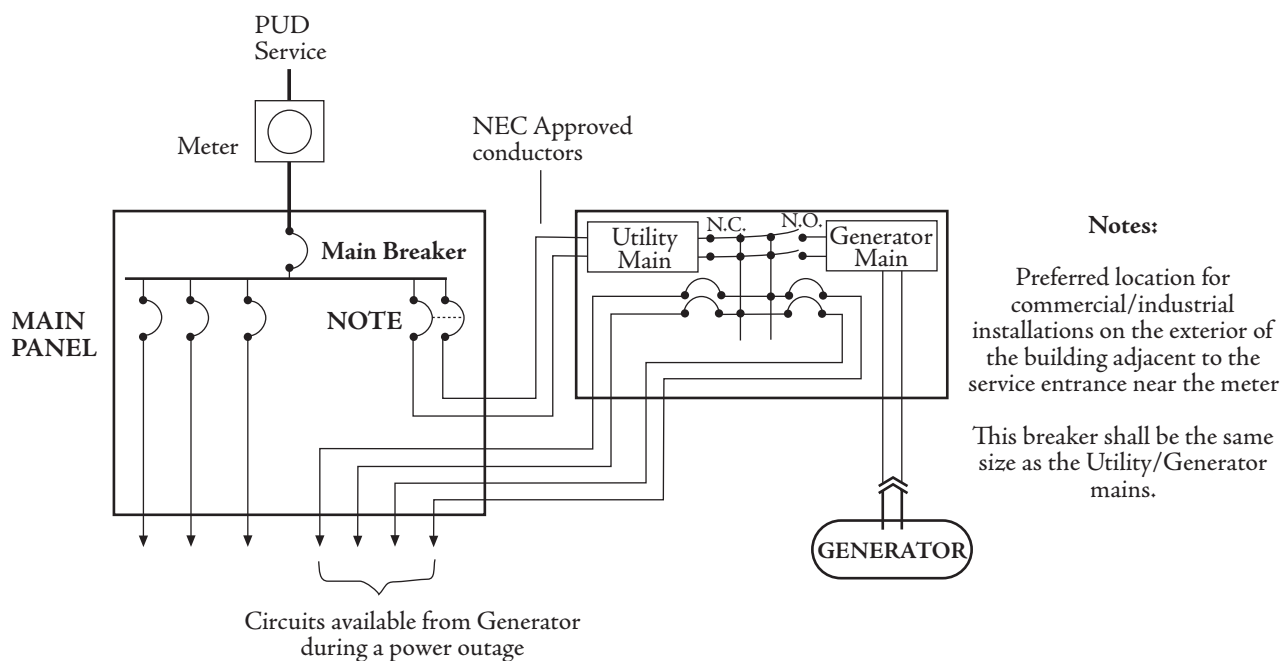 PUD
Service
Meter
NEC Approved
conductors
N.C.
N.O.
Utility
Main
Generator
Main
Main Breaker
MAIN
PANEL
NOTE
Notes:
Preferred location for
commercial/industrial
installations on the exterior of
the building adjacent to the
service entrance near the meter
This breaker shall be the same
size as the Utility/Generator
mains.
GENERATOR
Circuits available from Generator
during a power outage